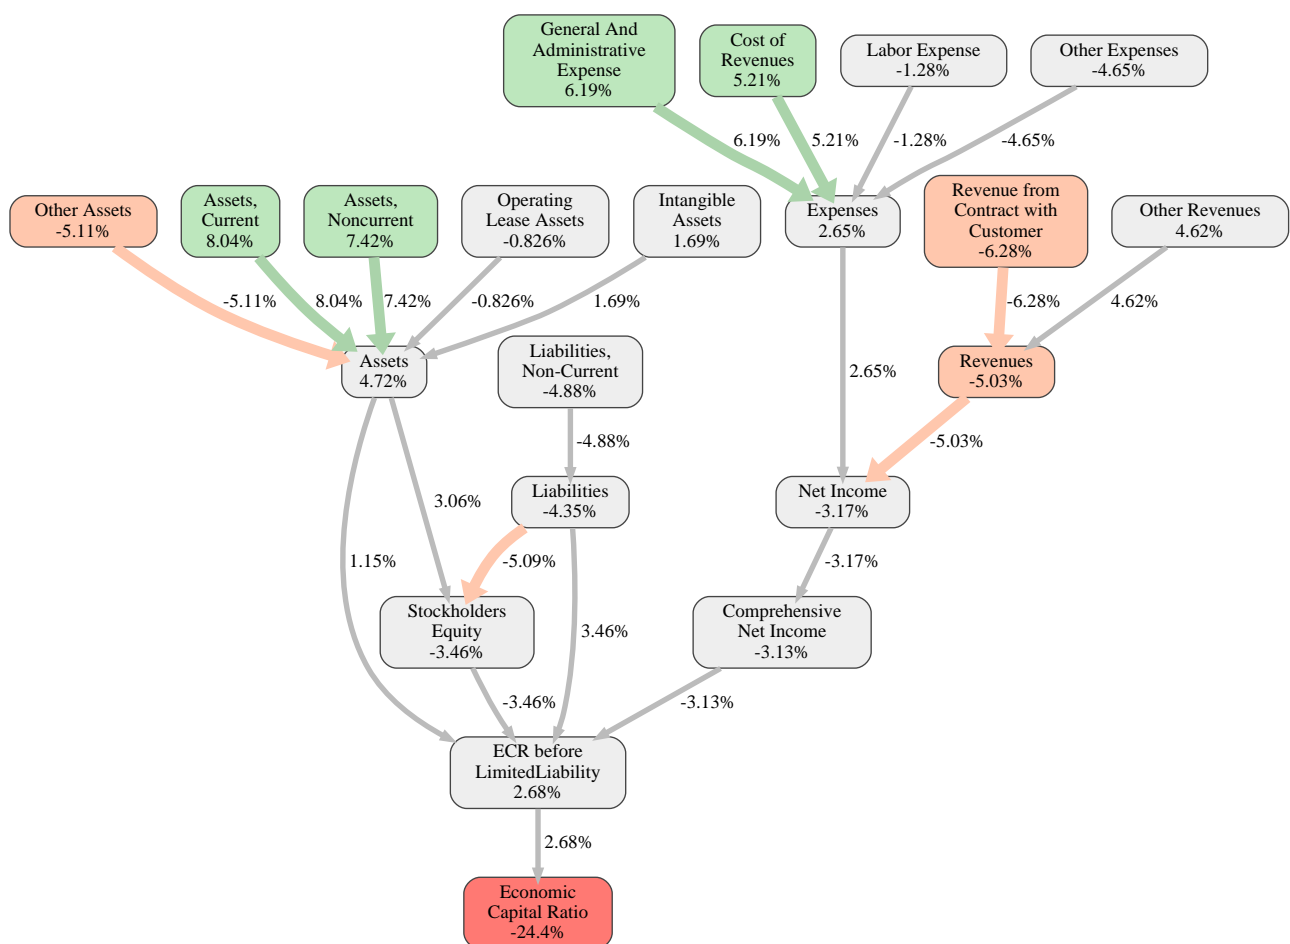 General And
Administrative
Expense
6.19%
Cost of
Revenues
5.21%
Labor Expense
-1.28%
Other Expenses
-4.65%
6.19%
5.21%
-1.28%
-4.65%
Other Assets
-5.11%
Assets,
Current
8.04%
Assets,
Noncurrent
7.42%
Operating
Lease Assets
-0.826%
Intangible
Assets
1.69%
Expenses
2.65%
Revenue from
Contract with
Customer
-6.28%
Other Revenues
4.62%
-5.11%
8.04%
7.42%
-0.826%
1.69%
-6.28%
4.62%
Assets
4.72%
Liabilities,
Non-Current
-4.88%
2.65%
Revenues
-5.03%
-4.88%
-5.03%
3.06%
Liabilities
-4.35%
Net Income
-3.17%
1.15%
-5.09%
-3.17%
Stockholders
Equity
-3.46%
3.46%
Comprehensive
Net Income
-3.13%
-3.46%
-3.13%
ECR before
LimitedLiability
2.68%
2.68%
Economic
Capital Ratio
-24.4%